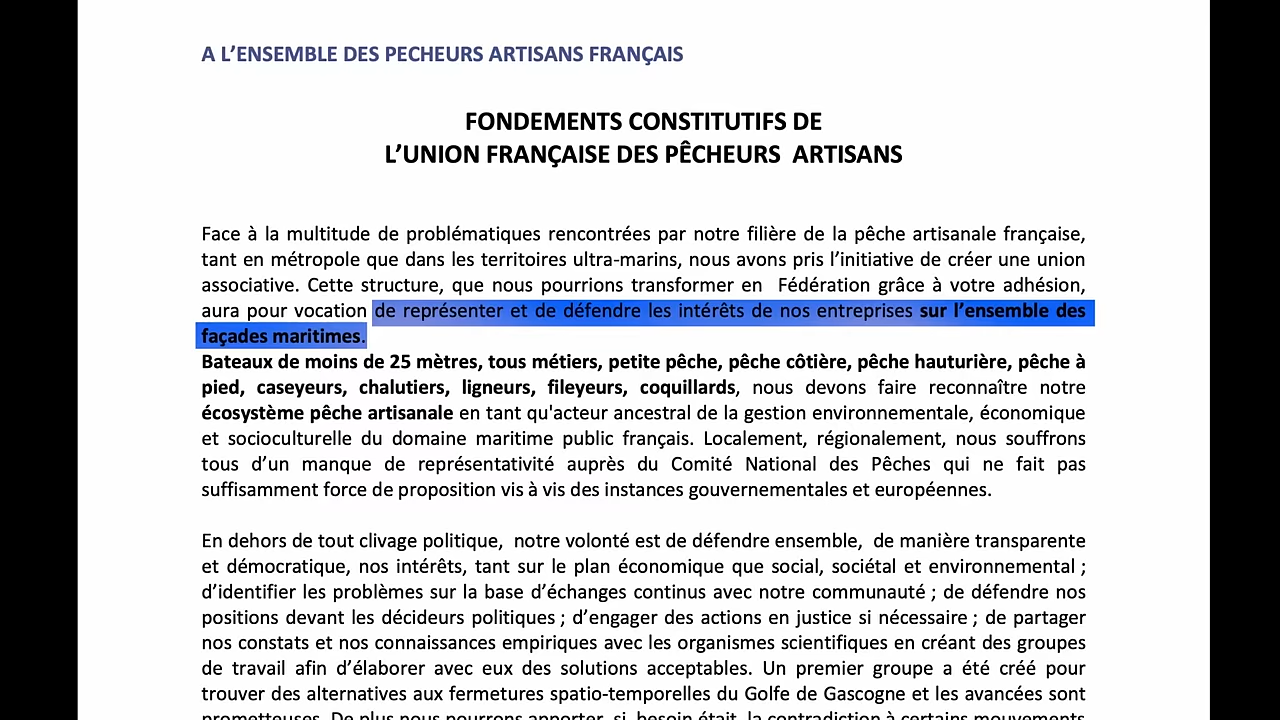 A L’ENSEMBLE DES PECHEURS ARTISANS FRANÇAIS
FONDEMENTS CONSTITUTIFS DE
L’UNION FRANÇAISE DES PÊCHEURS ARTISANS
Face à la multitude de problématiques rencontrées par notre filière de la pêche artisanale française,
tant en métropole que dans les territoires ultra-marins, nous avons pris l’initiative de créer une union
associative. Cette structure, que nous pourrions transformer en Fédération grâce à votre adhésion,
aura pour vocation de représenter et de défendre les intérêts de nos entreprises sur l’ensemble des
façades maritimes.
Bateaux de moins de 25 mètres, tous métiers, petite pêche, pêche côtière, pêche hauturière, pêche à
pied, caseyeurs, chalutiers, ligneurs, fileyeurs, coquillards, nous devons faire reconnaître notre
écosystème pêche artisanale en tant qu'acteur ancestral de la gestion environnementale, économique
et socioculturelle du domaine maritime public français. Localement, régionalement, nous souffrons
tous d’un manque de représentativité auprès du Comité National des Pêches qui ne fait pas
suffisamment force de proposition vis à vis des instances gouvernementales et européennes.
En dehors de tout clivage politique, notre volonté est de défendre ensemble, de manière transparente
et démocratique, nos intérêts, tant sur le plan économique que social, sociétal et environnemental ;
d’identifier les problèmes sur la base d’échanges continus avec notre communauté ; de défendre nos
positions devant les décideurs politiques ; d’engager des actions en justice si nécessaire ; de partager
nos constats et nos connaissances empiriques avec les organismes scientifiques en créant des groupes
de travail afin d’élaborer avec eux des solutions acceptables. Un premier groupe a été créé pour
trouver des alternatives aux fermetures spatio-temporelles du Golfe de Gascogne et les avancées sont
prometteuses. De plus nous pourrons apporter, si besoin était, la contradiction à certains mouvements